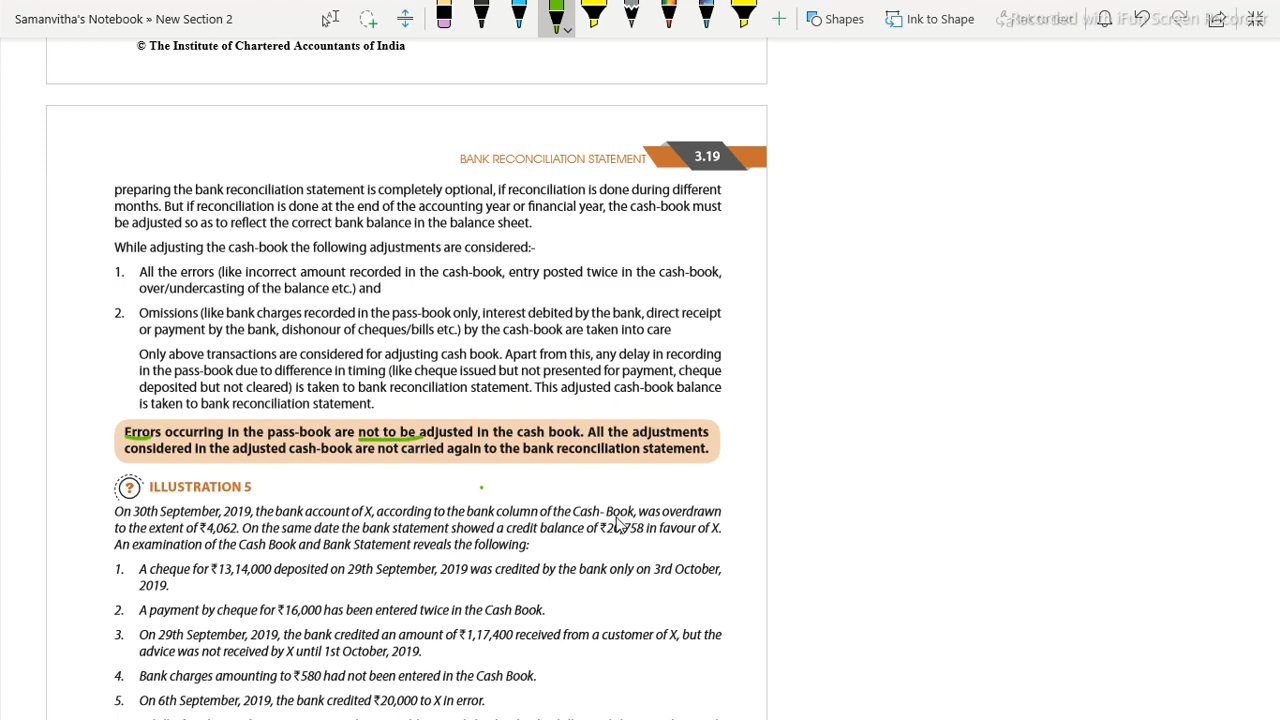 Samanvitha's Notebook » New Section 2
Shapes
Ink to Shape
Ink to Text
Recorded with iFun Screen Recorder
© The Institute of Chartered Accountants of India
BANK RECONCILIATION STATEMENT
3.19
preparing the bank reconciliation statement is completely optional, if reconciliation is done during different
months. But if reconciliation is done at the end of the accounting year or financial year, the cash-book must
be adjusted so as to reflect the correct bank balance in the balance sheet.
While adjusting the cash-book the following adjustments are considered:-
1. All the errors (like incorrect amount recorded in the cash-book, entry posted twice in the cash-book,
over/undercasting of the balance etc.) and
2. Omissions (like bank charges recorded in the pass-book only, interest debited by the bank, direct receipt
or payment by the bank, dishonour of cheques/bills etc.) by the cash-book are taken into care
Only above transactions are considered for adjusting cash book. Apart from this, any delay in recording
in the pass-book due to difference in timing (like cheque issued but not presented for payment, cheque
deposited but not cleared) is taken to bank reconciliation statement. This adjusted cash-book balance
is taken to bank reconciliation statement.
Errors occurring in the pass-book are not to be adjusted in the cash book. All the adjustments
considered in the adjusted cash-book are not carried again to the bank reconciliation statement.
? ILLUSTRATION 5
On 30th September, 2019, the bank account of X, according to the bank column of the Cash- Book, was overdrawn
to the extent of ₹4,062. On the same date the bank statement showed a credit balance of in favour of X.
An examination of the Cash Book and Bank Statement reveals the following:
1. A cheque for ₹13,14,000 deposited on 29th September, 2019 was credited by the bank only on 3rd October,
2019.
2. A payment by cheque for ₹16,000 has been entered twice in the Cash Book.
3. On 29th September, 2019, the bank credited an amount of ₹1,17,400 received from a customer of X, but the
advice was not received by X until 1st October, 2019.
4. Bank charges amounting to ₹580 had not been entered in the Cash Book.
5. On 6th September, 2019, the bank credited ₹20,000 to X in error.